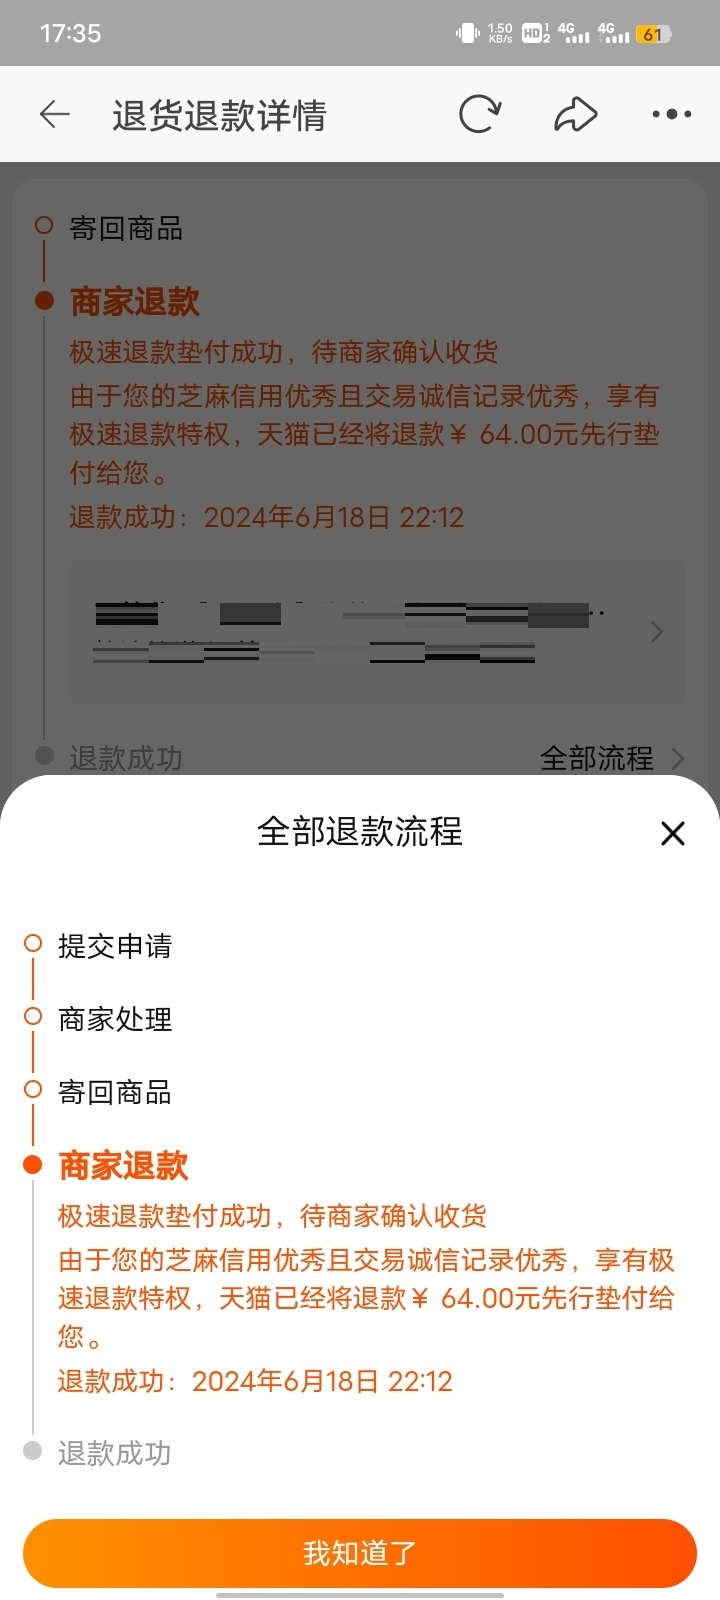 17:35
1.50
KB/s
HD 1 2
4G
4G
61
退货退款详情
寄回商品
商家退款
极速退款垫付成功，待商家确认收货
由于您的芝麻信用优秀且交易诚信记录优秀，享有
极速退款特权，天猫已经将退款¥ 64.00元先行垫
付给您。
退款成功：2024年6月18日 22:12
退款成功
全部流程
全部退款流程
提交申请
商家处理
寄回商品
商家退款
极速退款垫付成功，待商家确认收货
由于您的芝麻信用优秀且交易诚信记录优秀，享有极
速退款特权，天猫已经将退款¥ 64.00元先行垫付给
您。
退款成功：2024年6月18日 22:12
退款成功
我知道了